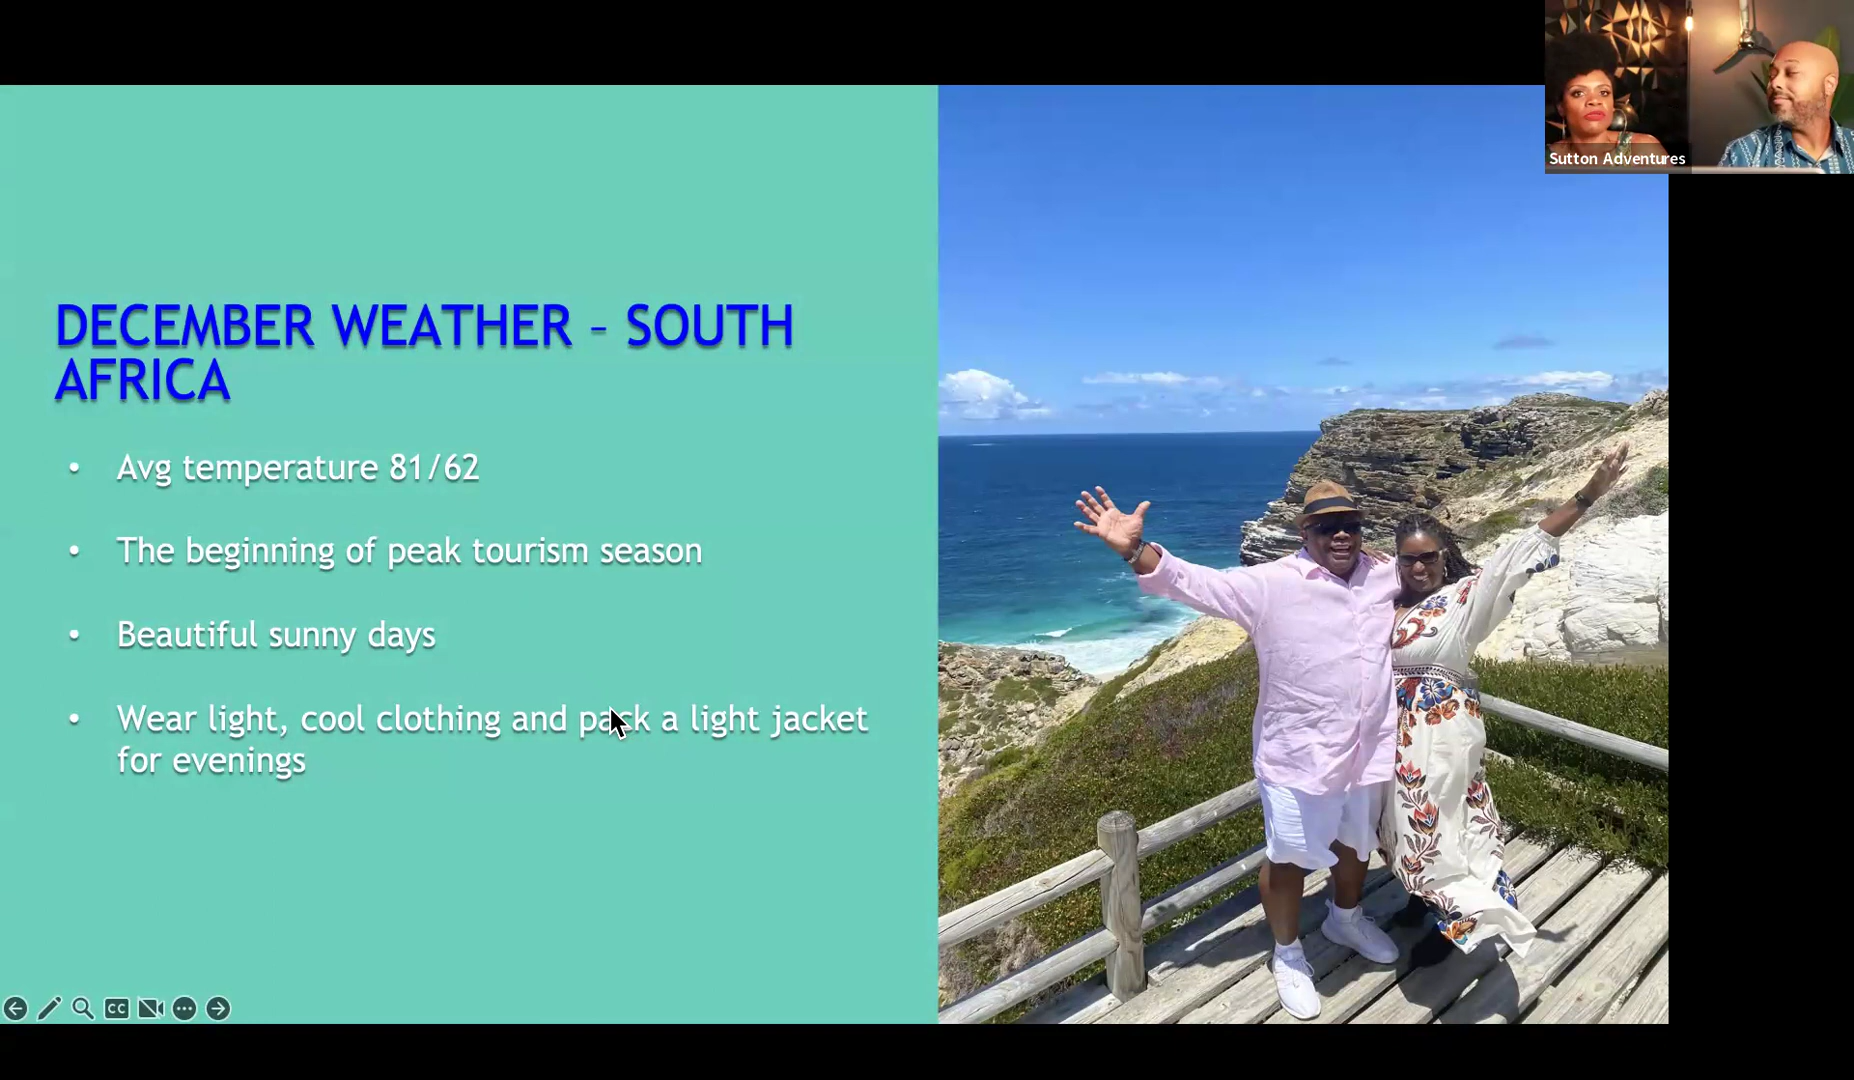 Sutton Adventures
DECEMBER WEATHER – SOUTH
AFRICA
• Avg temperature 81/62
• The beginning of peak tourism season
• Beautiful sunny days
• Wear light, cool clothing and pack a light jacket
for evenings
CC